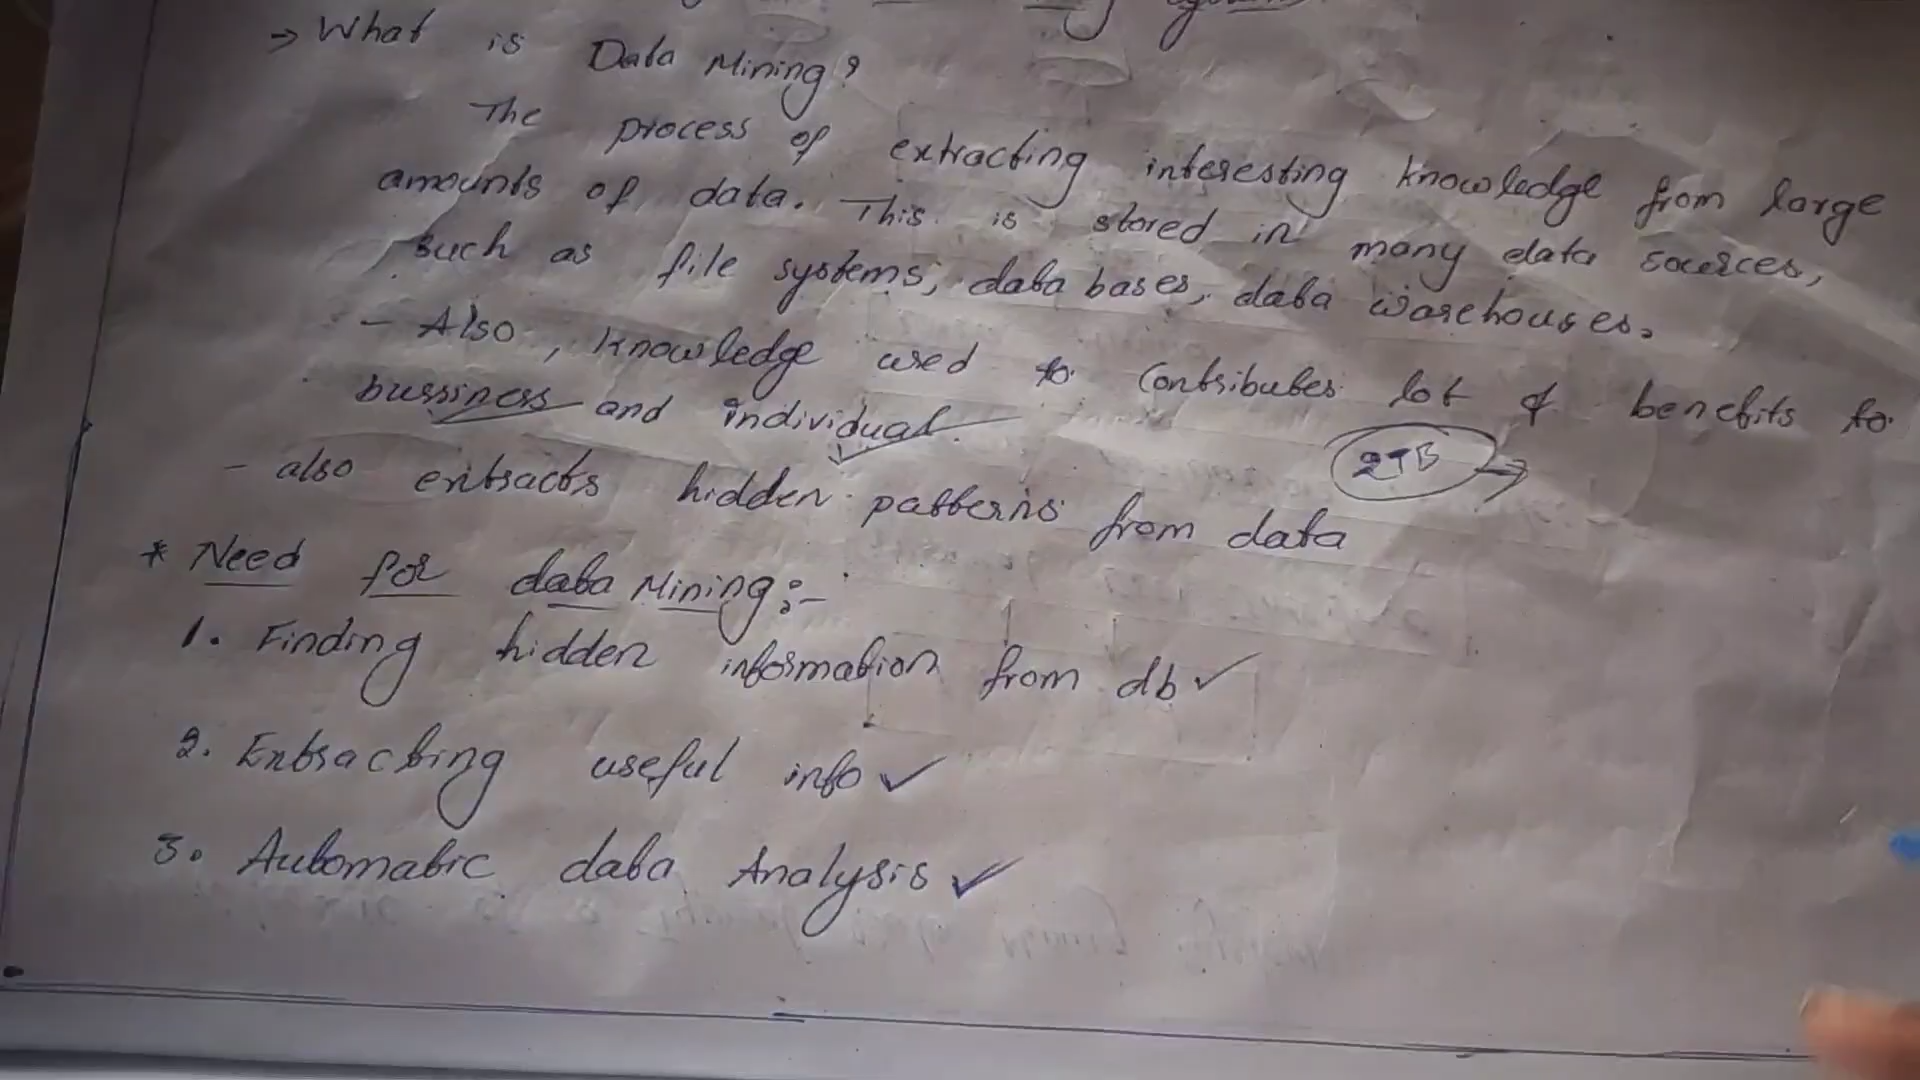 → What is Data Mining?
The process of extracting interesting knowledge from large
amounts of data. This is stored in many data sources,
such as file systems, data bases, data warehouses.
- Also, knowledge used to contributes lot of benefits to
bussiness and individual.
2TB →
- also extracts hidden patterns from data
* Need for data Mining:-
1. Finding hidden information from db ✓
2. Extracting useful info ✓
3. Automatic data Analysis ✓